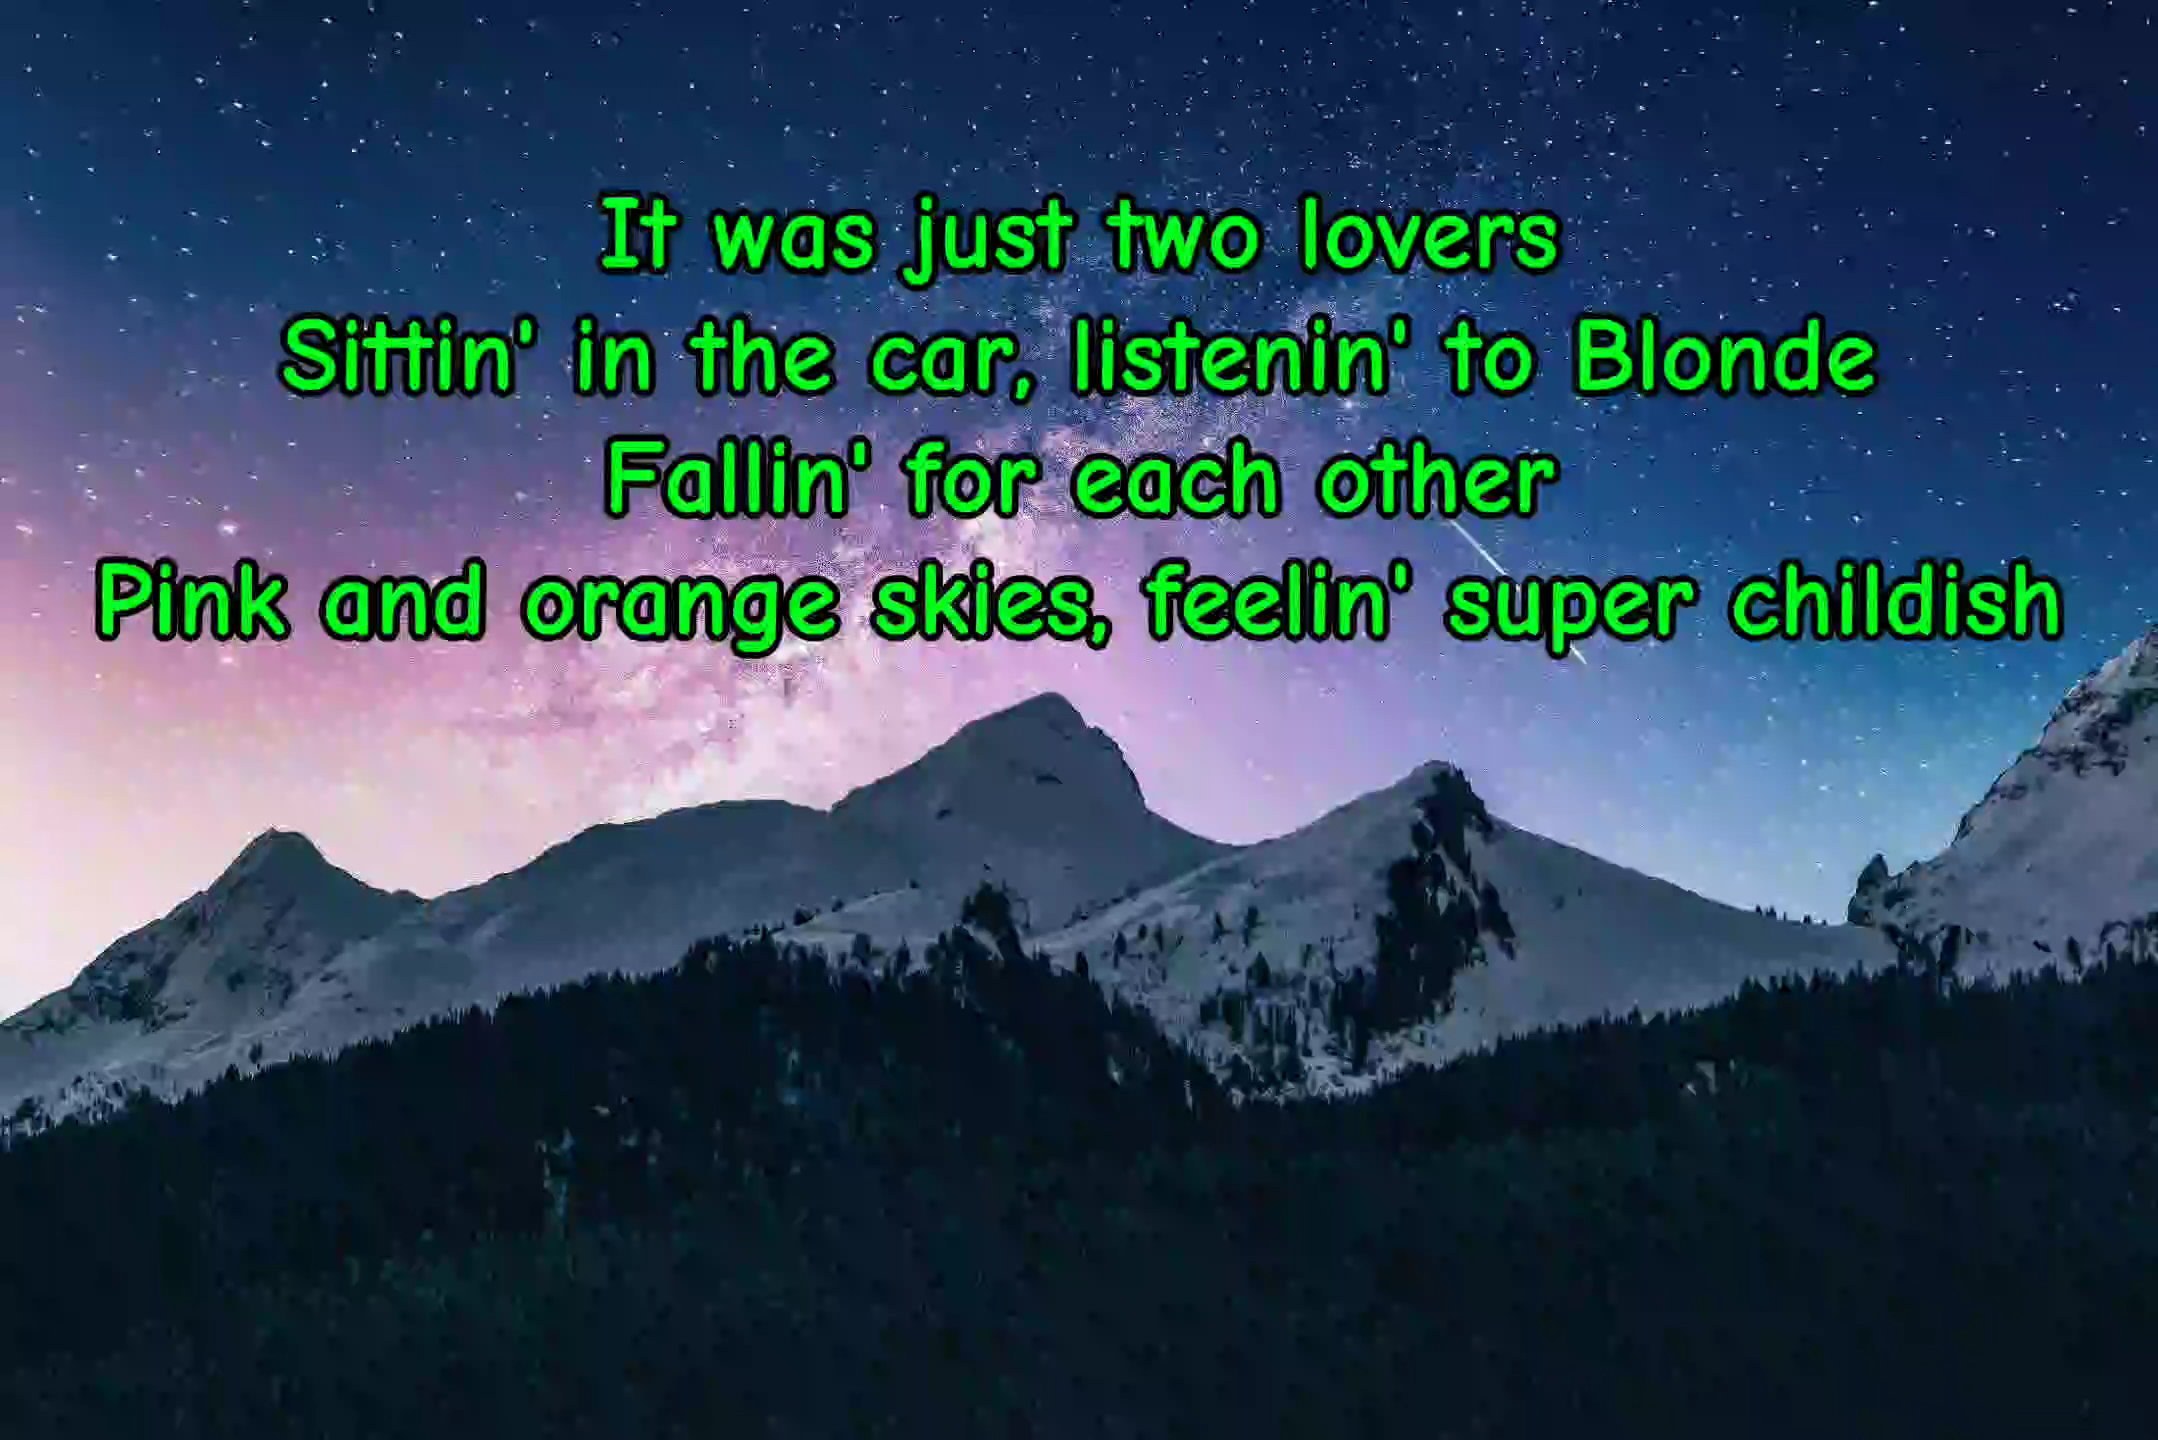 It was just two lovers
Sittin' in the car, listenin' to Blonde
Fallin' for each other
Pink and orange skies, feelin' super childish